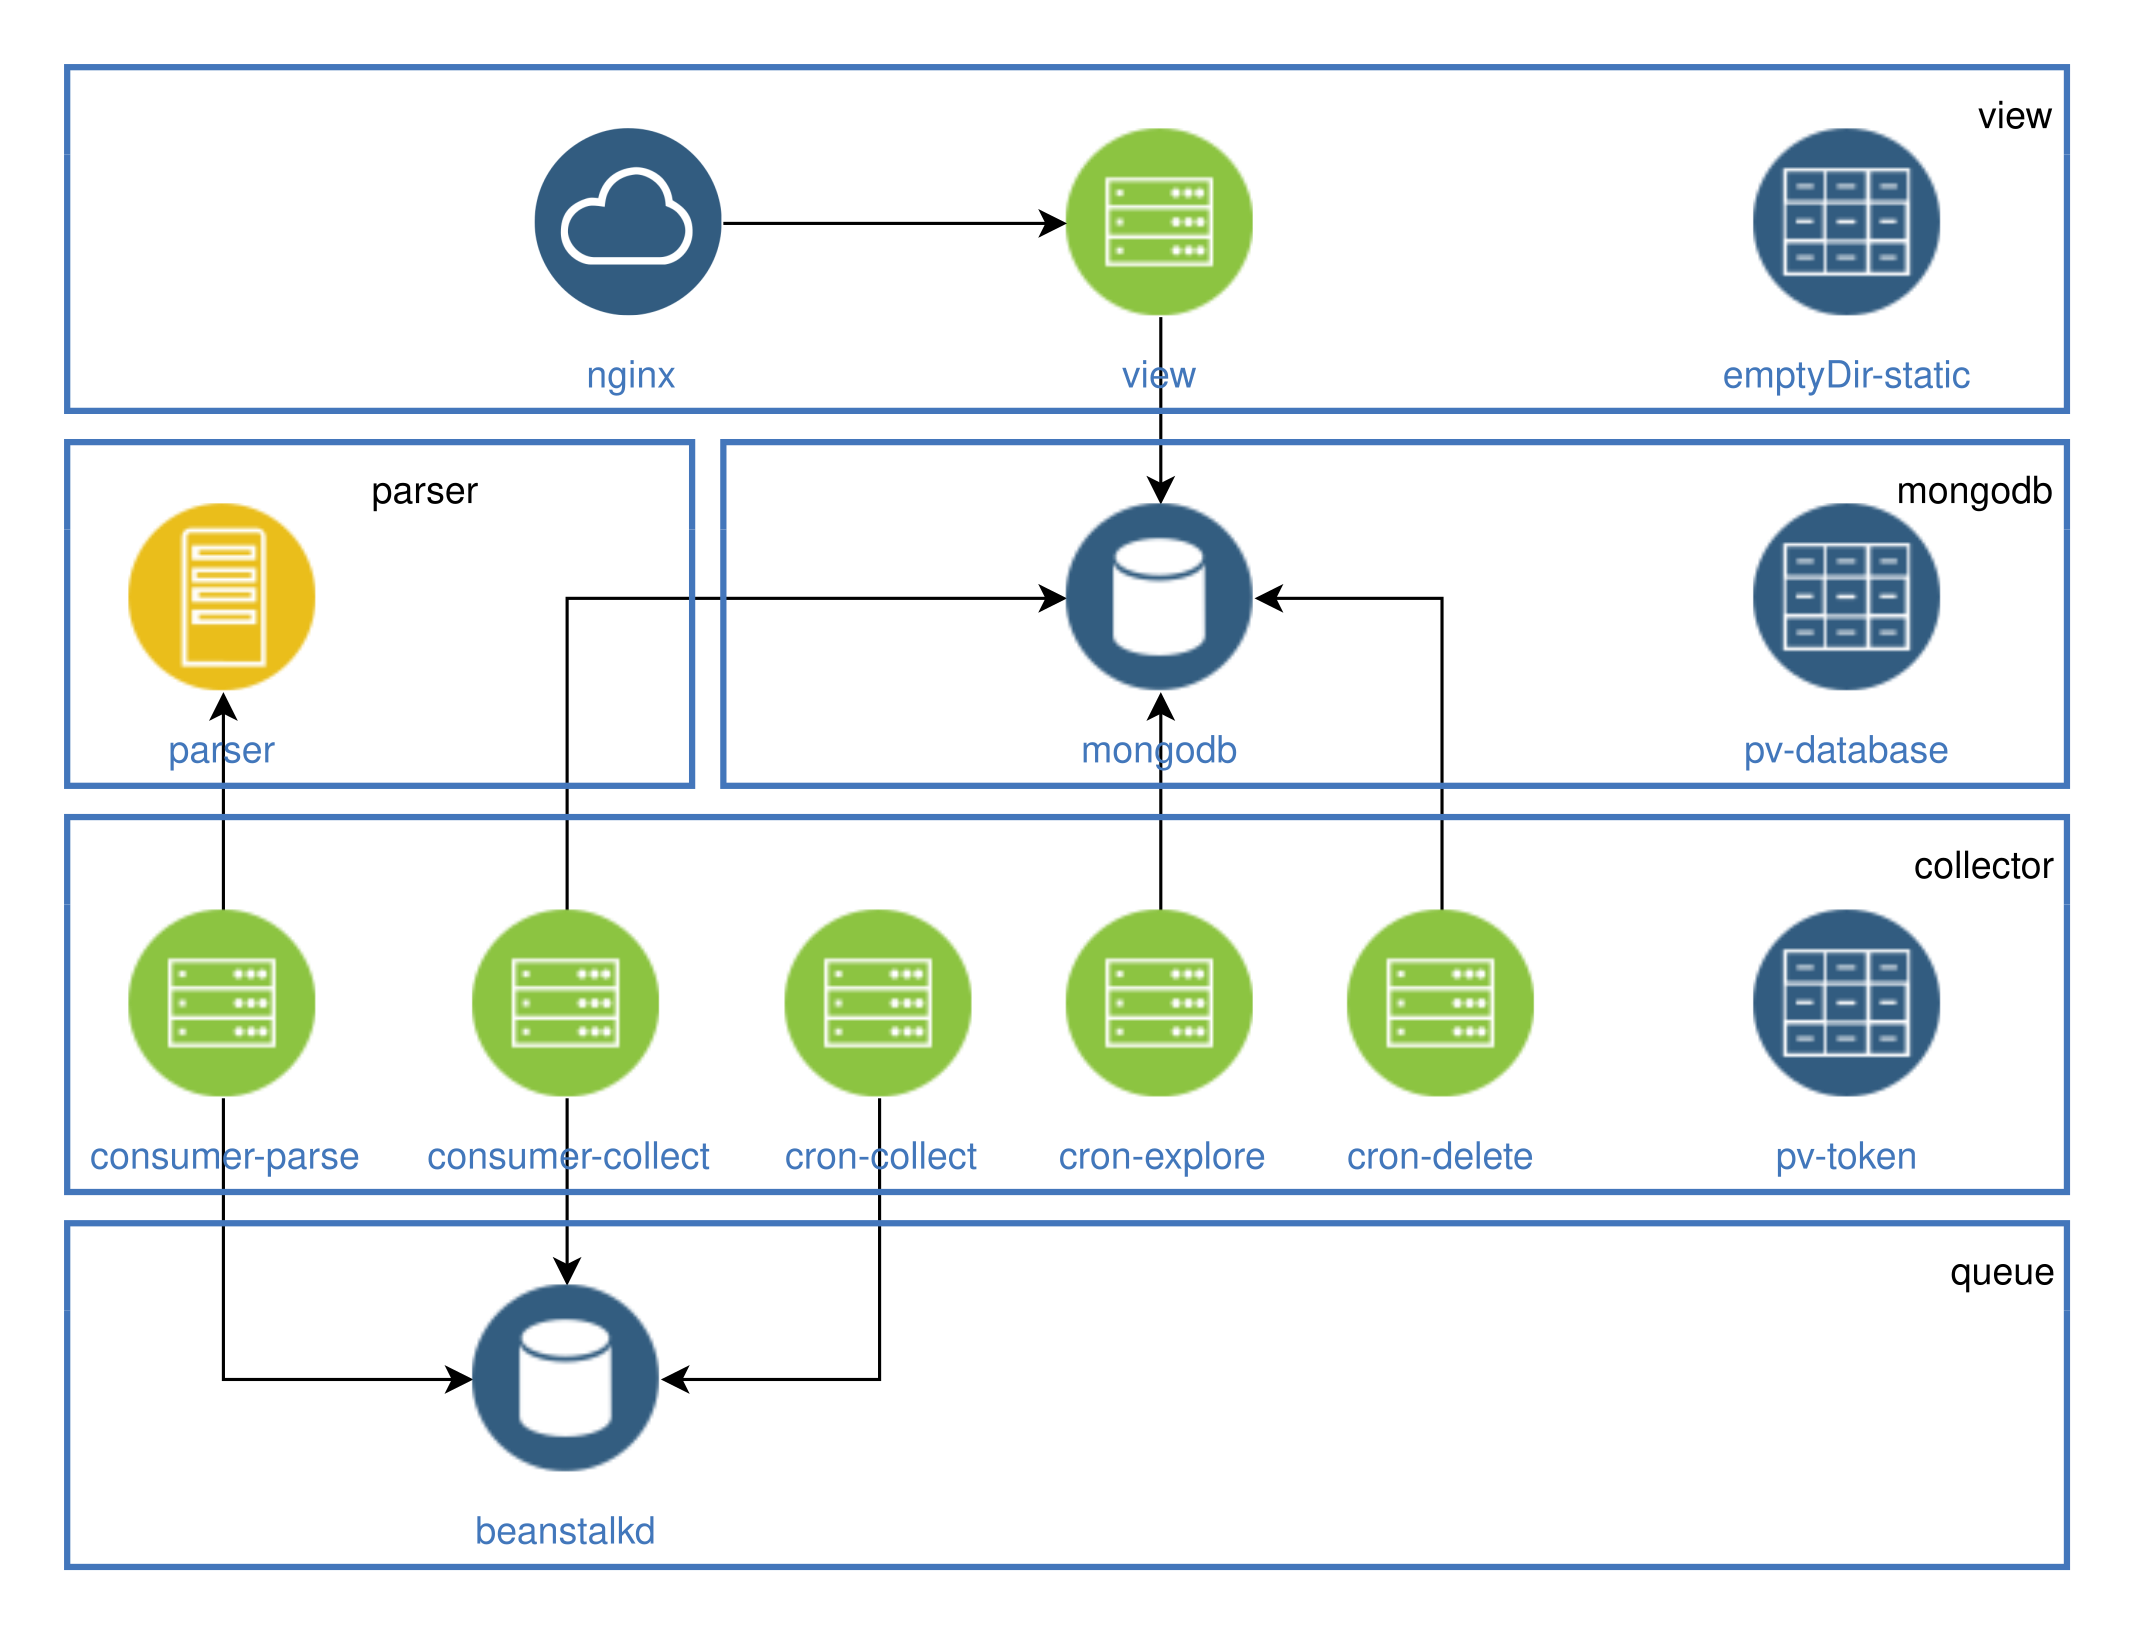 view
nginx
view
emptyDir-static
parser
mongodb
parser
mongodb
pv-database
collector
consumer-parse
consumer-collect
cron-collect
cron-explore
cron-delete
pv-token
queue
beanstalkd